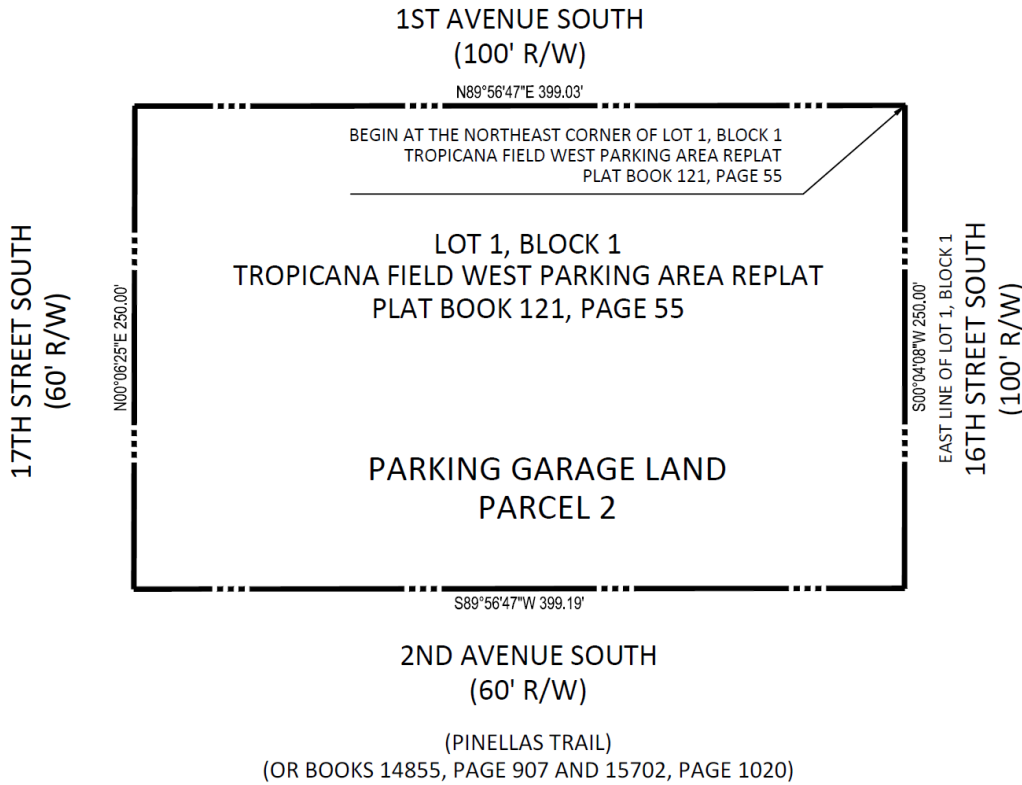 1ST AVENUE SOUTH
(100' R/W)
N89°56'47"E 399.03'
BEGIN AT THE NORTHEAST CORNER OF LOT 1, BLOCK 1
TROPICANA FIELD WEST PARKING AREA REPLAT
PLAT BOOK 121, PAGE 55
LOT 1, BLOCK 1
TROPICANA FIELD WEST PARKING AREA REPLAT
PLAT BOOK 121, PAGE 55
17TH STREET SOUTH
(60' R/W)
N00°06'25"E 250.00'
S00°04'08"W 250.00'
EAST LINE OF LOT 1, BLOCK 1
16TH STREET SOUTH
(100' R/W)
PARKING GARAGE LAND
PARCEL 2
S89°56'47"W 399.19'
2ND AVENUE SOUTH
(60' R/W)
(PINELLAS TRAIL)
(OR BOOKS 14855, PAGE 907 AND 15702, PAGE 1020)